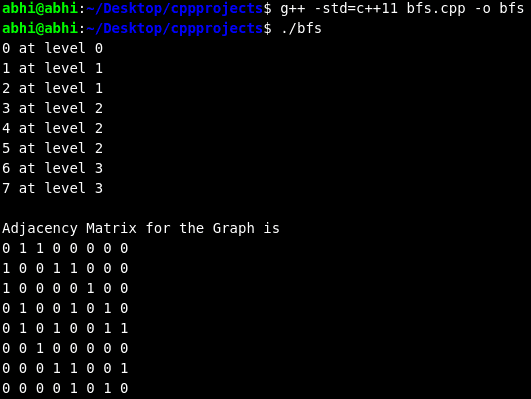 abhi@abhi:~/Desktop/cppprojects$ g++ -std=c++11 bfs.cpp -o bfs
abhi@abhi:~/Desktop/cppprojects$ ./bfs
0 at level 0
1 at level 1
2 at level 1
3 at level 2
4 at level 2
5 at level 2
6 at level 3
7 at level 3
Adjacency Matrix for the Graph is
0 1 1 0 0 0 0 0
1 0 0 1 1 0 0 0
1 0 0 0 0 1 0 0
0 1 0 0 1 0 1 0
0 1 0 1 0 0 1 1
0 0 1 0 0 0 0 0
0 0 0 1 1 0 0 1
0 0 0 0 1 0 1 0